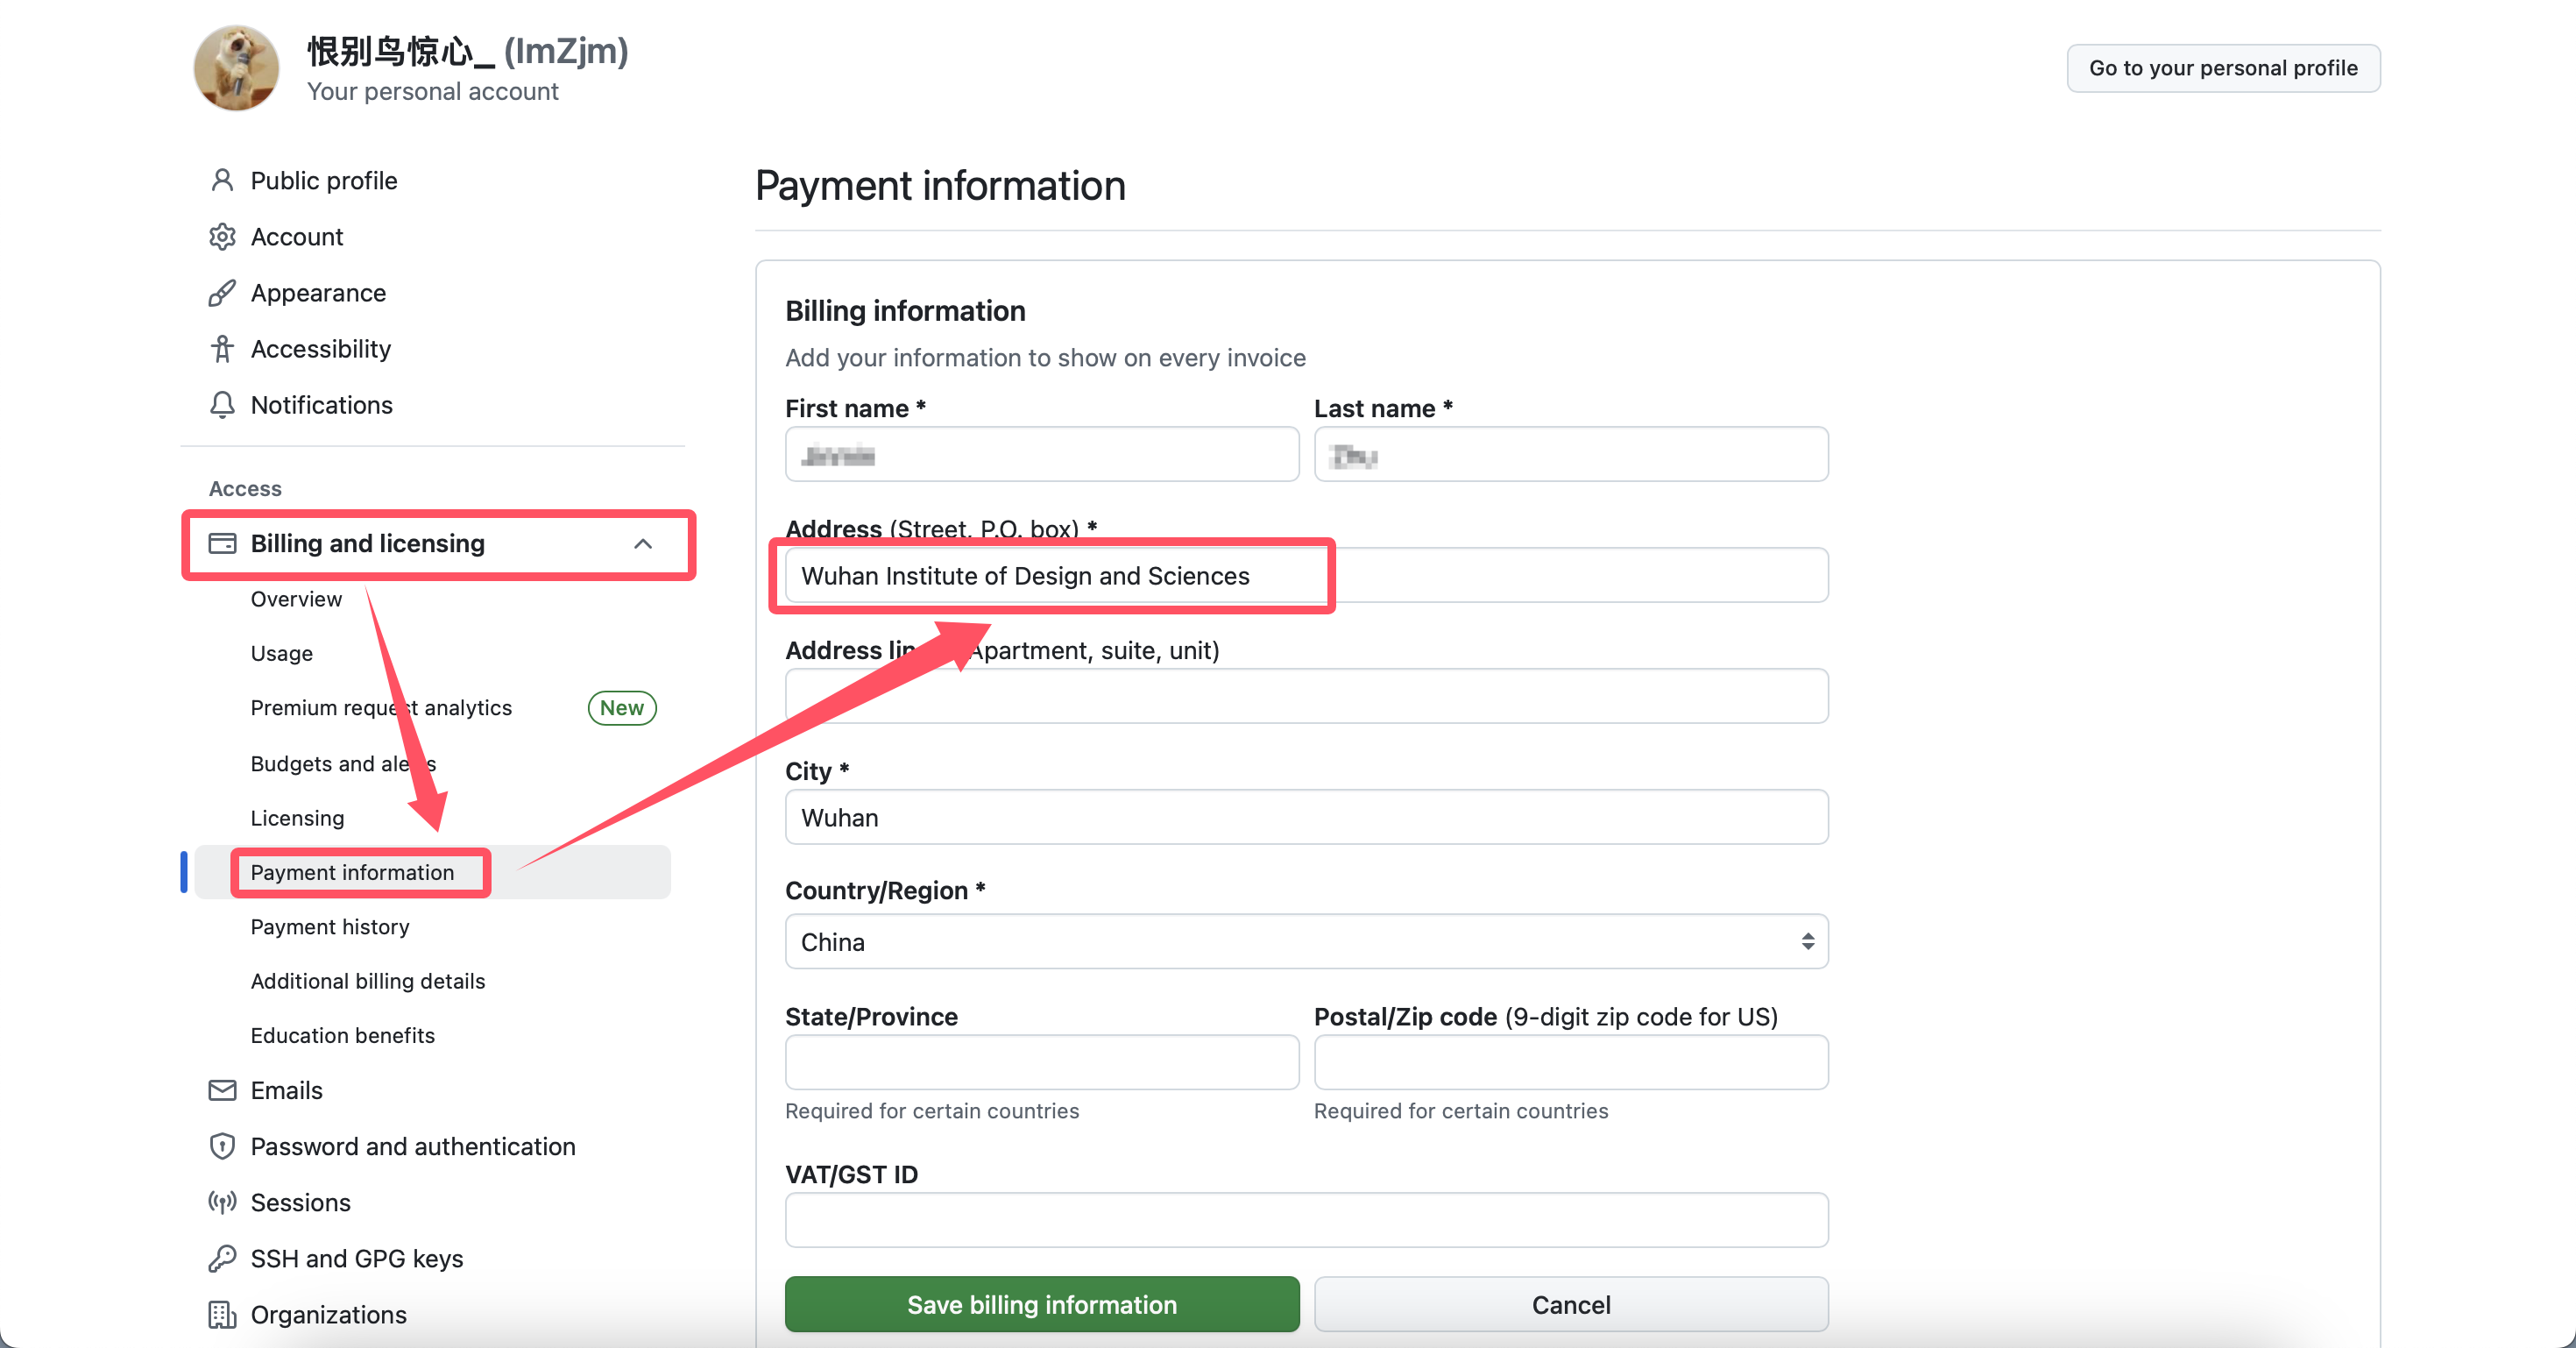 恨别鸟惊心_ (ImZjm)
Your personal account
Go to your personal profile
Public profile
Account
Appearance
Accessibility
Notifications
Access
Billing and licensing
Overview
Usage
Premium request analytics New
Budgets and alerts
Licensing
Payment information
Payment history
Additional billing details
Education benefits
Emails
Password and authentication
Sessions
SSH and GPG keys
Organizations
Payment information
Billing information
Add your information to show on every invoice
First name * Last name *
Address (Street, P.O. box) *
Wuhan Institute of Design and Sciences
Address (Apartment, suite, unit)
City *
Wuhan
Country/Region *
China
State/Province Postal/Zip code (9-digit zip code for US)
Required for certain countries Required for certain countries
VAT/GST ID
Save billing information Cancel